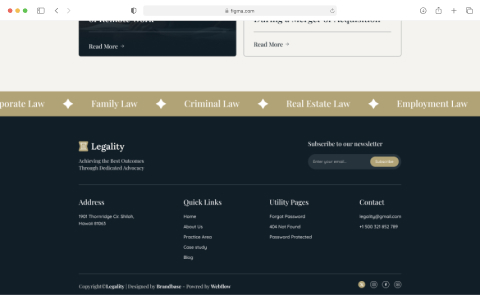 figma.com
During a Merger or Acquisition
Read More →
Read More →
porate Law
Family Law
Criminal Law
Real Estate Law
Employment Law
Legality
Achieving the Best Outcomes
Through Dedicated Advocacy
Subscribe to our newsletter
Enter your email...
Subscribe
Address
1901 Thornridge Cir. Shiloh,
Hawaii 81063
Quick Links
Home
About Us
Practice Area
Case study
Blog
Utility Pages
Forgot Password
404 Not Found
Password Protected
Contact
legality@gmail.com
+1 500 321 852 789
Copyright ©Legality | Designed by Brandbase - Powered by Webflow